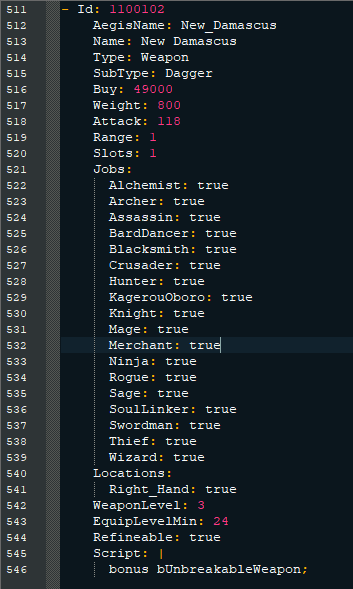 511 - Id: 1100102
512 AegisName: New_Damascus
513 Name: New Damascus
514 Type: Weapon
515 SubType: Dagger
516 Buy: 49000
517 Weight: 800
518 Attack: 118
519 Range: 1
520 Slots: 1
521 Jobs:
522 Alchemist: true
523 Archer: true
524 Assassin: true
525 BardDancer: true
526 Blacksmith: true
527 Crusader: true
528 Hunter: true
529 KagerouOboro: true
530 Knight: true
531 Mage: true
532 Merchant: true
533 Ninja: true
534 Rogue: true
535 Sage: true
536 SoulLinker: true
537 Swordman: true
538 Thief: true
539 Wizard: true
540 Locations:
541 Right_Hand: true
542 WeaponLevel: 3
543 EquipLevelMin: 24
544 Refineable: true
545 Script: |
546 bonus bUnbreakableWeapon;